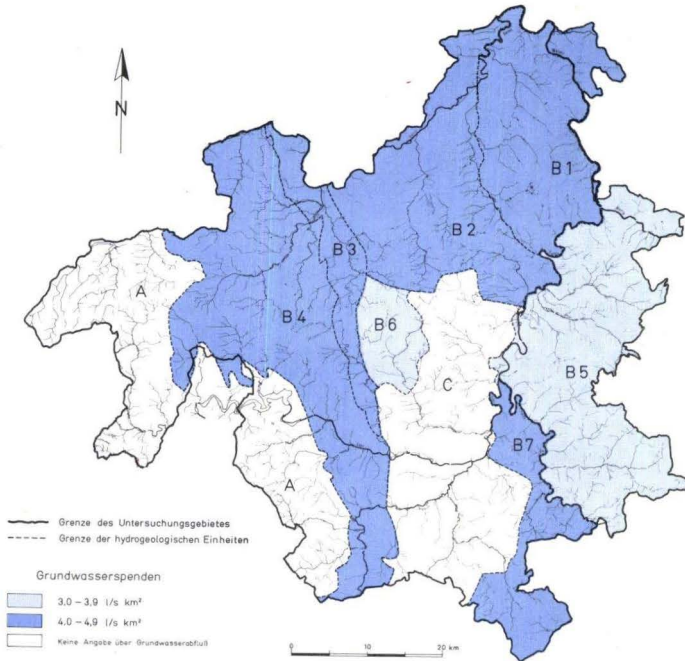 N
B1
B2
B3
A
B4
B6
C
B5
B7
A
Grenze des Untersuchungsgebietes
Grenze der hydrogeologischen Einheiten
Grundwasserspenden
3.0 – 3,9 l/s km²
4.0 – 4,9 l/s km²
Keine Angabe über Grundwasserabfluß
0 10 20 km